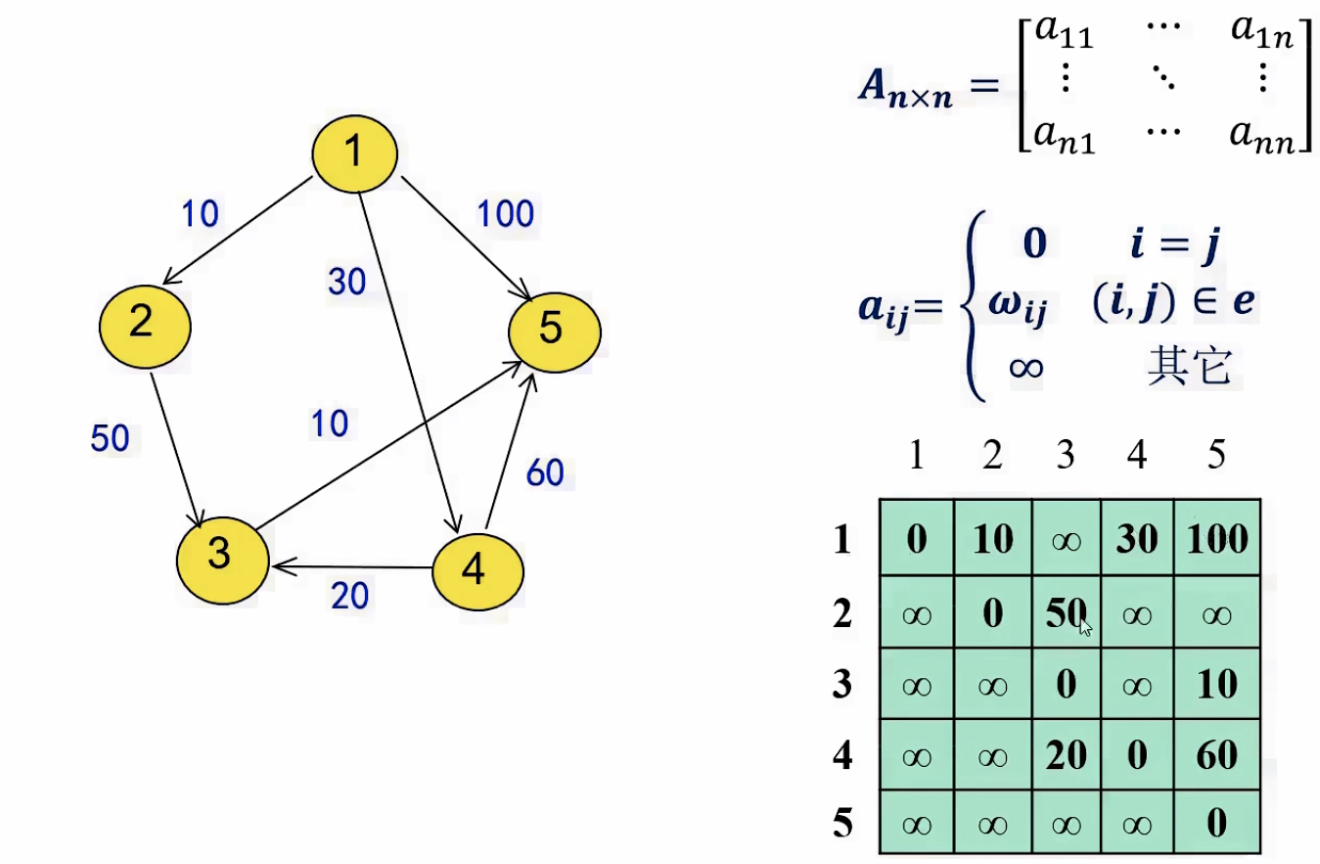 1
10
100
30
2
5
50
10
60
3
4
20
A_{n×n} = [a_{11} ⋯ a_{1n}
⋮ ⋱ ⋮
a_{n1} ⋯ a_{nn}]
a_{ij}= { 0 i = j
ω_{ij} (i, j) ∈ e
∞ 其它
1 2 3 4 5
1 0 10 ∞ 30 100
2 ∞ 0 50 ∞ ∞
3 ∞ ∞ 0 ∞ 10
4 ∞ ∞ 20 0 60
5 ∞ ∞ ∞ ∞ 0